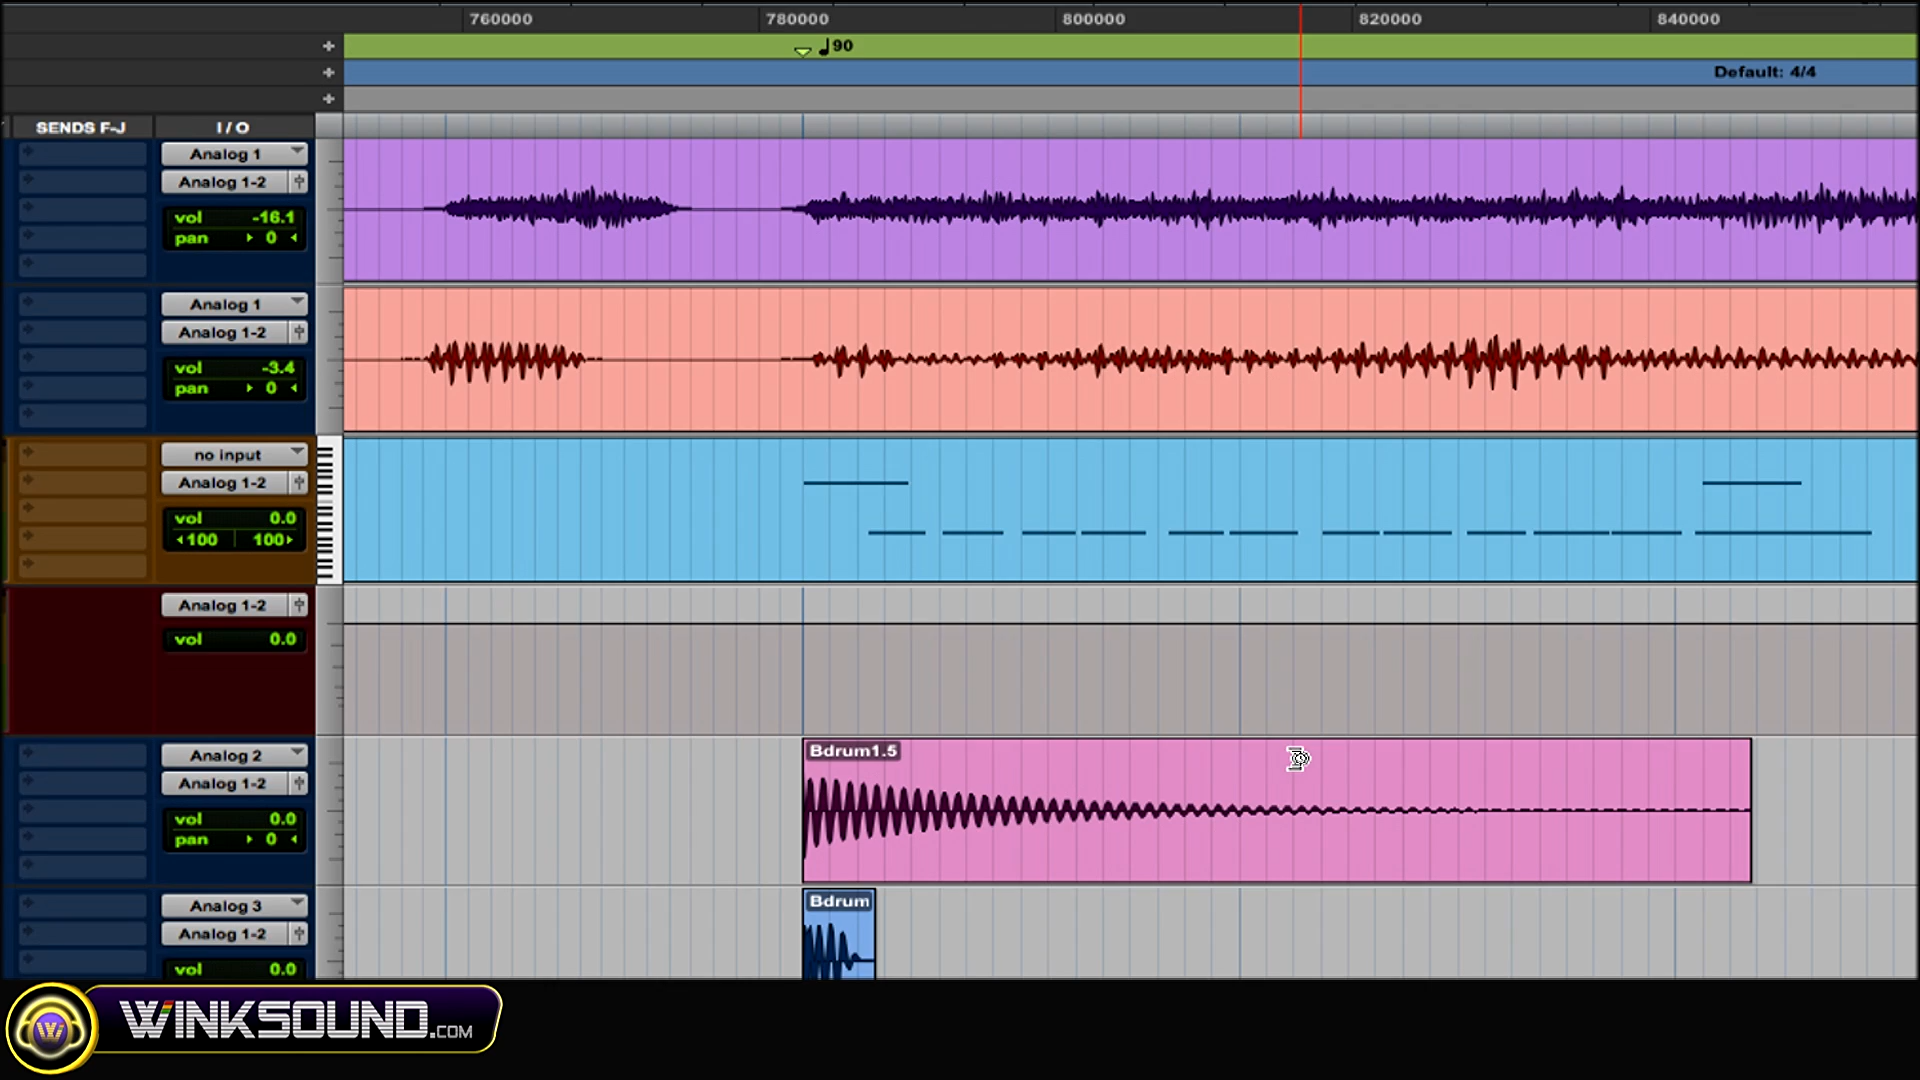 760000 780000 800000 820000 840000
90
Default: 4/4
SENDS F-J I/O
Analog 1
Analog 1-2
vol -16.1
pan 0
Analog 1
Analog 1-2
vol -3.4
pan 0
no input
Analog 1-2
vol 0.0
100 100
Analog 1-2
vol 0.0
Analog 2
Analog 1-2
vol 0.0
pan 0
Bdrum1.5
Analog 3
Analog 1-2
vol 0.0
Bdrum
W WINKSOUND.COM